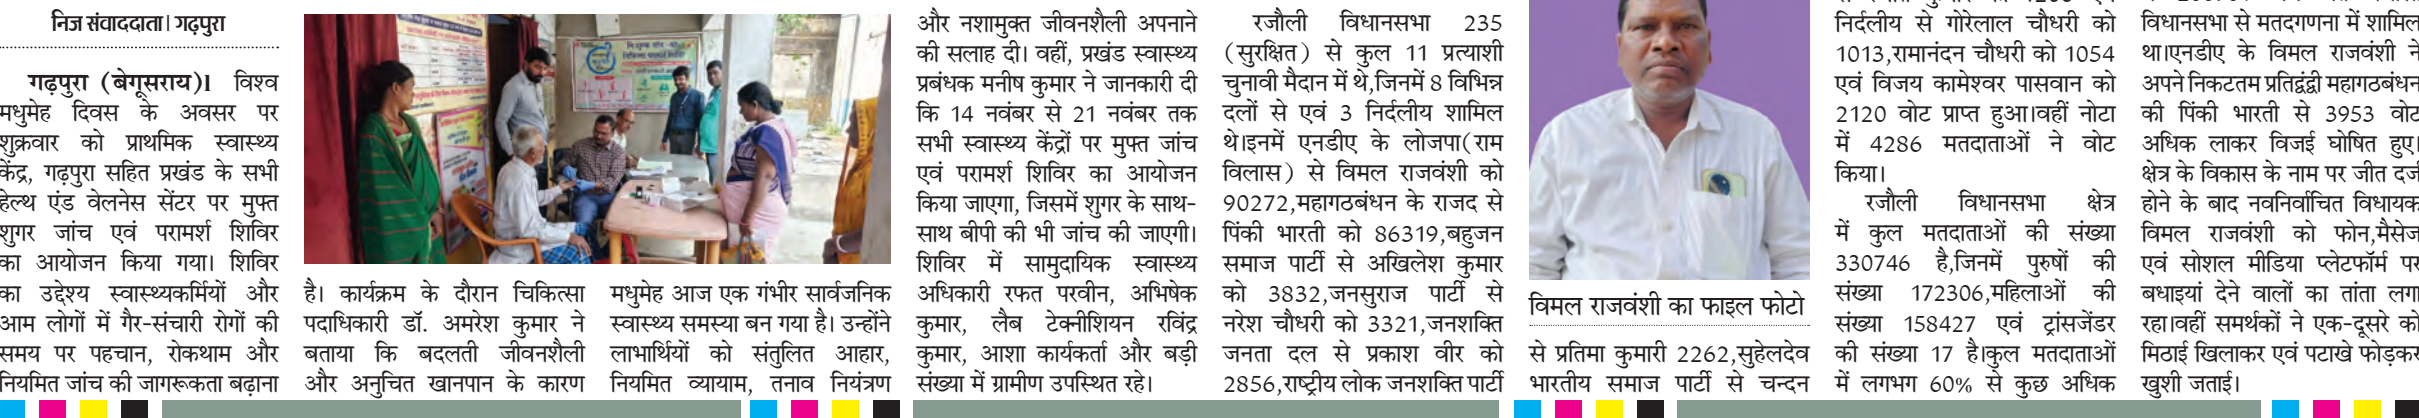 निज संवाददाता। गढ़पुरा
गढ़पुरा (बेगूसराय)। विश्व
मधुमेह दिवस के अवसर पर
शुक्रवार को प्राथमिक स्वास्थ्य
केंद्र, गढ़पुरा सहित प्रखंड के सभी
हेल्थ एंड वेलनेस सेंटर पर मुफ्त
शुगर जांच एवं परामर्श शिविर
का आयोजन किया गया। शिविर
का उद्देश्य स्वास्थ्यकर्मियों और
आम लोगों में गैर-संचारी रोगों की
समय पर पहचान, रोकथाम और
नियमित जांच की जागरूकता बढ़ाना
है। कार्यक्रम के दौरान चिकित्सा
पदाधिकारी डॉ. अमरेश कुमार ने
बताया कि बदलती जीवनशैली
और अनुचित खानपान के कारण
मधुमेह आज एक गंभीर सार्वजनिक
स्वास्थ्य समस्या बन गया है। उन्होंने
लाभार्थियों को संतुलित आहार,
नियमित व्यायाम, तनाव नियंत्रण
और नशामुक्त जीवनशैली अपनाने
की सलाह दी। वहीं, प्रखंड स्वास्थ्य
प्रबंधक मनीष कुमार ने जानकारी दी
कि 14 नवंबर से 21 नवंबर तक
सभी स्वास्थ्य केंद्रों पर मुफ्त जांच
एवं परामर्श शिविर का आयोजन
किया जाएगा, जिसमें शुगर के साथ-
साथ बीपी की भी जांच की जाएगी।
शिविर में सामुदायिक स्वास्थ्य
अधिकारी रफत परवीन, अभिषेक
कुमार, लैब टेक्नीशियन रविंद्र
कुमार, आशा कार्यकर्ता और बड़ी
संख्या में ग्रामीण उपस्थित रहे।
रजौली विधानसभा 235
(सुरक्षित) से कुल 11 प्रत्याशी
चुनावी मैदान में थे,जिनमें 8 विभिन्न
दलों से एवं 3 निर्दलीय शामिल
थे।इनमें एनडीए के लोजपा(राम
विलास) से विमल राजवंशी को
90272,महागठबंधन के राजद से
पिंकी भारती को 86319,बहुजन
समाज पार्टी से अखिलेश कुमार
को 3832,जनसुराज पार्टी से
नरेश चौधरी को 3321,जनशक्ति
जनता दल से प्रकाश वीर को
2856,राष्ट्रीय लोक जनशक्ति पार्टी
विमल राजवंशी का फाइल फोटो
से प्रतिमा कुमारी 2262,सुहेलदेव
भारतीय समाज पार्टी से चन्दन
निर्दलीय से गोरेलाल चौधरी को
1013,रामानंदन चौधरी को 1054
एवं विजय कामेश्वर पासवान को
2120 वोट प्राप्त हुआ।वहीं नोटा
में 4286 मतदाताओं ने वोट
किया।
रजौली विधानसभा क्षेत्र
में कुल मतदाताओं की संख्या
330746 है,जिनमें पुरुषों की
संख्या 172306,महिलाओं की
संख्या 158427 एवं ट्रांसजेंडर
की संख्या 17 है।कुल मतदाताओं
में लगभग 60% से कुछ अधिक
विधानसभा से मतदगणना में शामिल
था।एनडीए के विमल राजवंशी ने
अपने निकटतम प्रतिद्वंद्वी महागठबंधन
की पिंकी भारती से 3953 वोट
अधिक लाकर विजई घोषित हुए।
क्षेत्र के विकास के नाम पर जीत दर्ज
होने के बाद नवनिर्वाचित विधायक
विमल राजवंशी को फोन,मैसेज
एवं सोशल मीडिया प्लेटफॉर्म पर
बधाइयां देने वालों का तांता लगा
रहा।वहीं समर्थकों ने एक-दूसरे को
मिठाई खिलाकर एवं पटाखे फोड़कर
खुशी जताई।